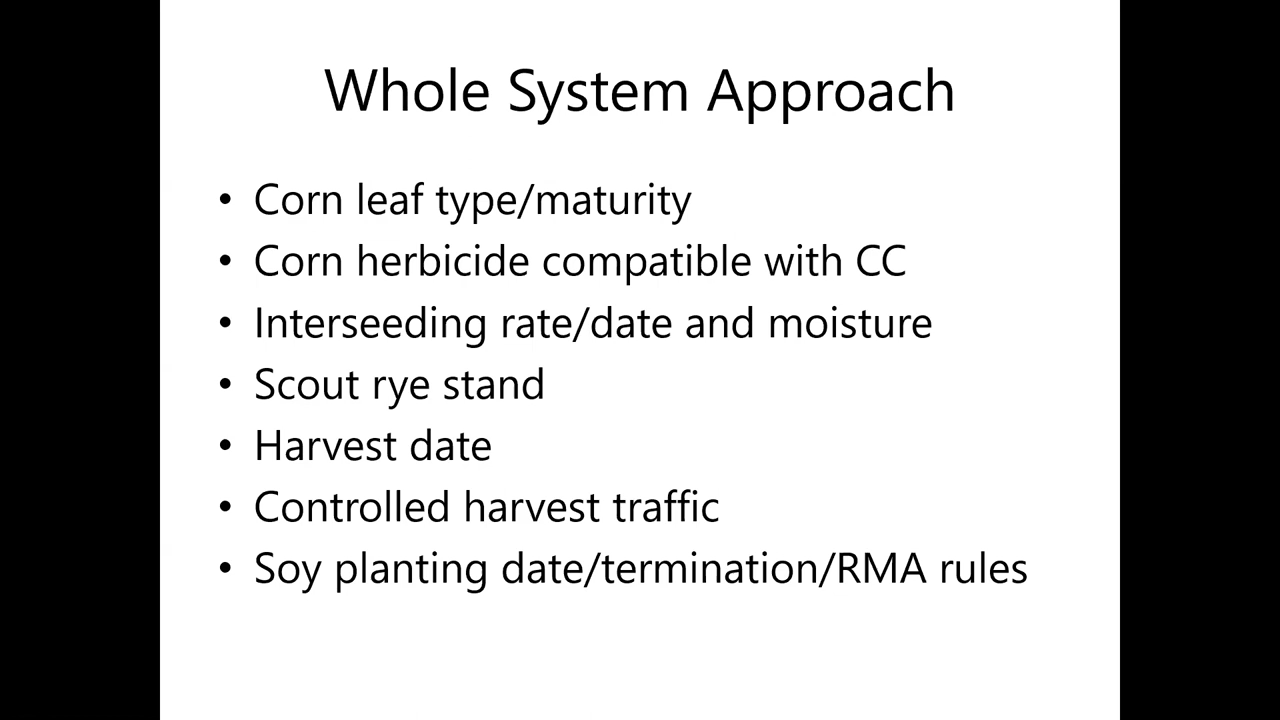 Whole System Approach
• Corn leaf type/maturity
• Corn herbicide compatible with CC
• Interseeding rate/date and moisture
• Scout rye stand
• Harvest date
• Controlled harvest traffic
• Soy planting date/termination/RMA rules